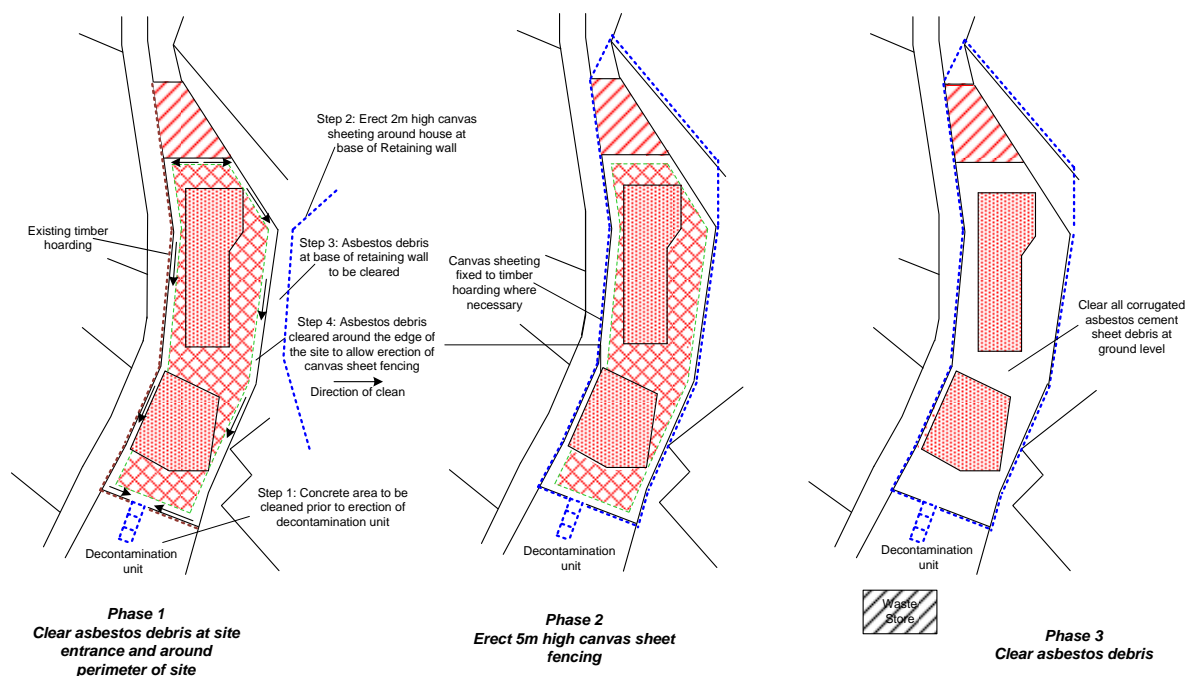 Step 2: Erect 2m high canvas
sheeting around house at
base of Retaining wall
Existing timber
hoarding
Step 3: Asbestos debris
at base of retaining wall
to be cleared
Step 4: Asbestos debris
cleared around the edge of
the site to allow erection of
canvas sheet fencing
Direction of clean
Step 1: Concrete area to be
cleaned prior to erection of
decontamination unit
Decontamination
unit
Phase 1
Clear asbestos debris at site
entrance and around
perimeter of site
Canvas sheeting
fixed to timber
hoarding where
necessary
Decontamination
unit
Phase 2
Erect 5m high canvas sheet
fencing
Clear all corrugated
asbestos cement
sheet debris at
ground level
Decontamination
unit
Waste
Store
Phase 3
Clear asbestos debris